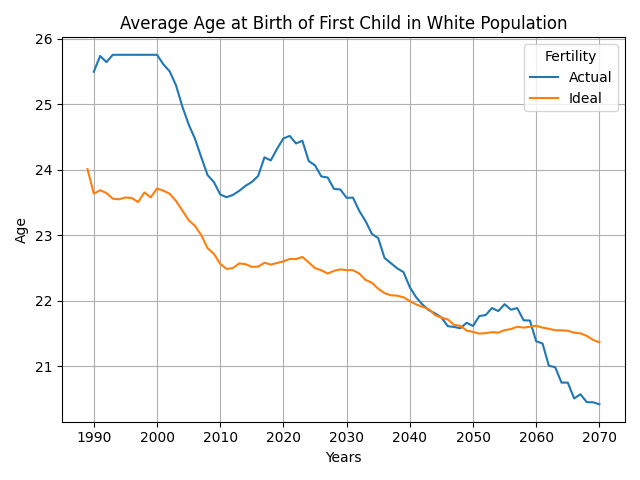 Average Age at Birth of First Child in White Population
Fertility
Actual
Ideal
Age
26
25
24
23
22
21
1990 2000 2010 2020 2030 2040 2050 2060 2070
Years